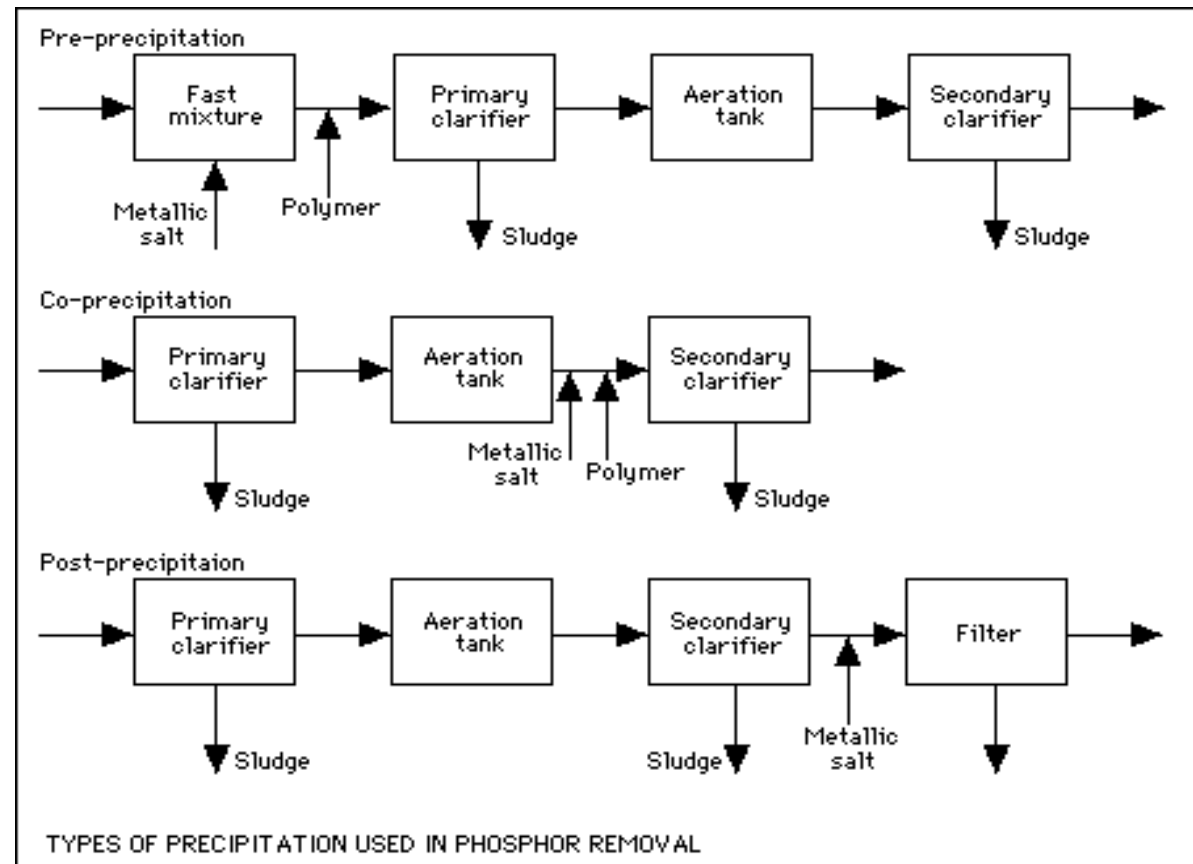 Pre-precipitation
Fast
mixture
Primary
clarifier
Aeration
tank
Secondary
clarifier
Metallic
salt
Polymer
Sludge
Sludge
Co-precipitation
Primary
clarifier
Aeration
tank
Secondary
clarifier
Metallic
salt
Polymer
Sludge
Sludge
Post-precipitaion
Primary
clarifier
Aeration
tank
Secondary
clarifier
Filter
Metallic
salt
Sludge
Sludge
TYPES OF PRECIPITATION USED IN PHOSPHOR REMOVAL